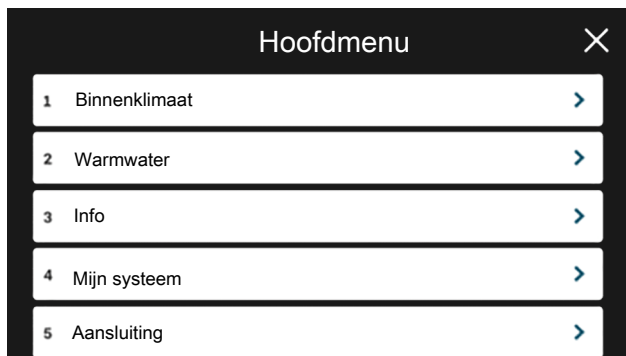 Hoofdmenu
1 Binnenklimaat
2 Warmwater
3 Info
4 Mijn systeem
5 Aansluiting